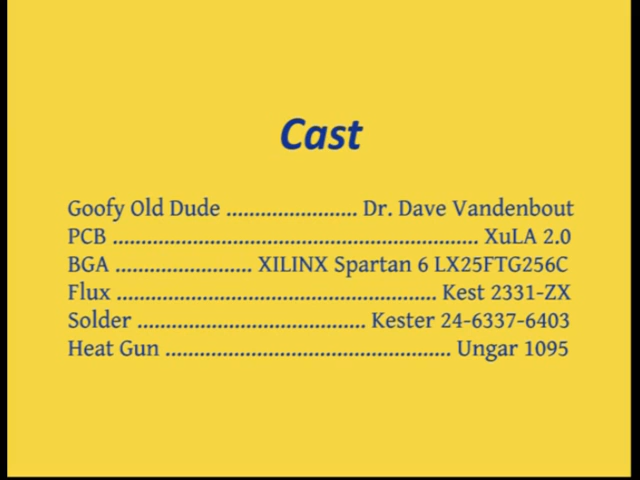 Cast
Goofy Old Dude ....................... Dr. Dave Vandenbout
PCB ................................................................ XuLA 2.0
BGA ........................ XILINX Spartan 6 LX25FTG256C
Flux ........................................................ Kest 2331-ZX
Solder ........................................ Kester 24-6337-6403
Heat Gun .................................................. Ungar 1095